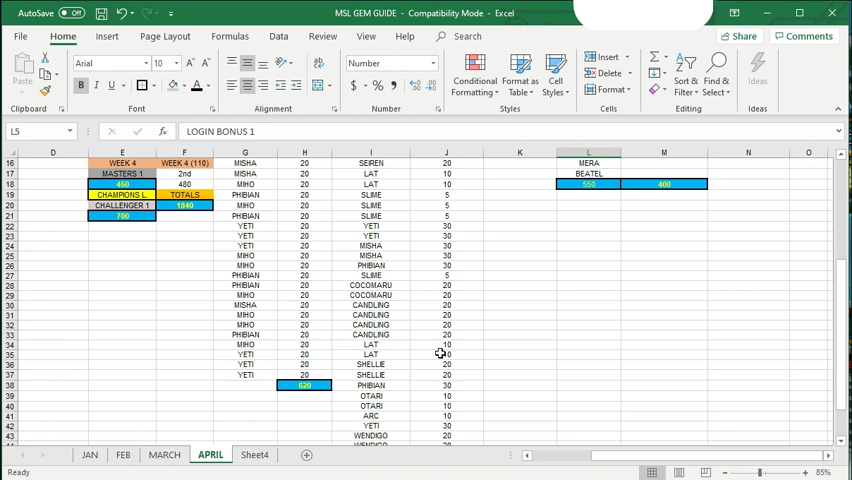 AutoSave Off MSL GEM GUIDE - Compatibility Mode - Excel
File Home Insert Page Layout Formulas Data Review View Help Search Share Comments
Paste Arial 10 A A ab Number Conditional Formatting Format as Table Cell Styles Insert Delete Format Sort & Filter Find & Select Ideas
B I U A $ % ,
Clipboard Font Alignment Number Styles Cells Editing Ideas
L5 fx LOGIN BONUS 1
D E F G H I J K L M N O
16 WEEK 4 WEEK 4 (110) MISHA 20 SEIREN 20 MERA
17 MASTERS 1 2nd MISHA 20 LAT 10 BEATEL
18 450 480 MIHO 20 LAT 10 550 400
19 CHAMPIONS L. TOTALS PHIBIAN 20 SLIME 5
20 CHALLENGER 1 1840 MIHO 20 SLIME 5
21 700 PHIBIAN 20 SLIME 5
22 YETI 20 YETI 30
23 YETI 20 YETI 30
24 MIHO 20 MISHA 30
25 MIHO 20 MISHA 30
26 MIHO 20 PHIBIAN 30
27 PHIBIAN 20 SLIME 5
28 PHIBIAN 20 COCOMARU 20
29 MIHO 20 COCOMARU 20
30 MISHA 20 CANDLING 20
31 MIHO 20 CANDLING 20
32 MIHO 20 CANDLING 20
33 PHIBIAN 20 CANDLING 20
34 MIHO 20 LAT 10
35 YETI 20 LAT 10
36 YETI 20 SHELLIE 20
37 YETI 20 SHELLIE 20
38 620 PHIBIAN 30
39 OTARI 10
40 OTARI 10
41 ARC 10
42 YETI 30
43 WENDIGO 20
44 WENDIGO 20
JAN FEB MARCH APRIL Sheet4
Ready 85%